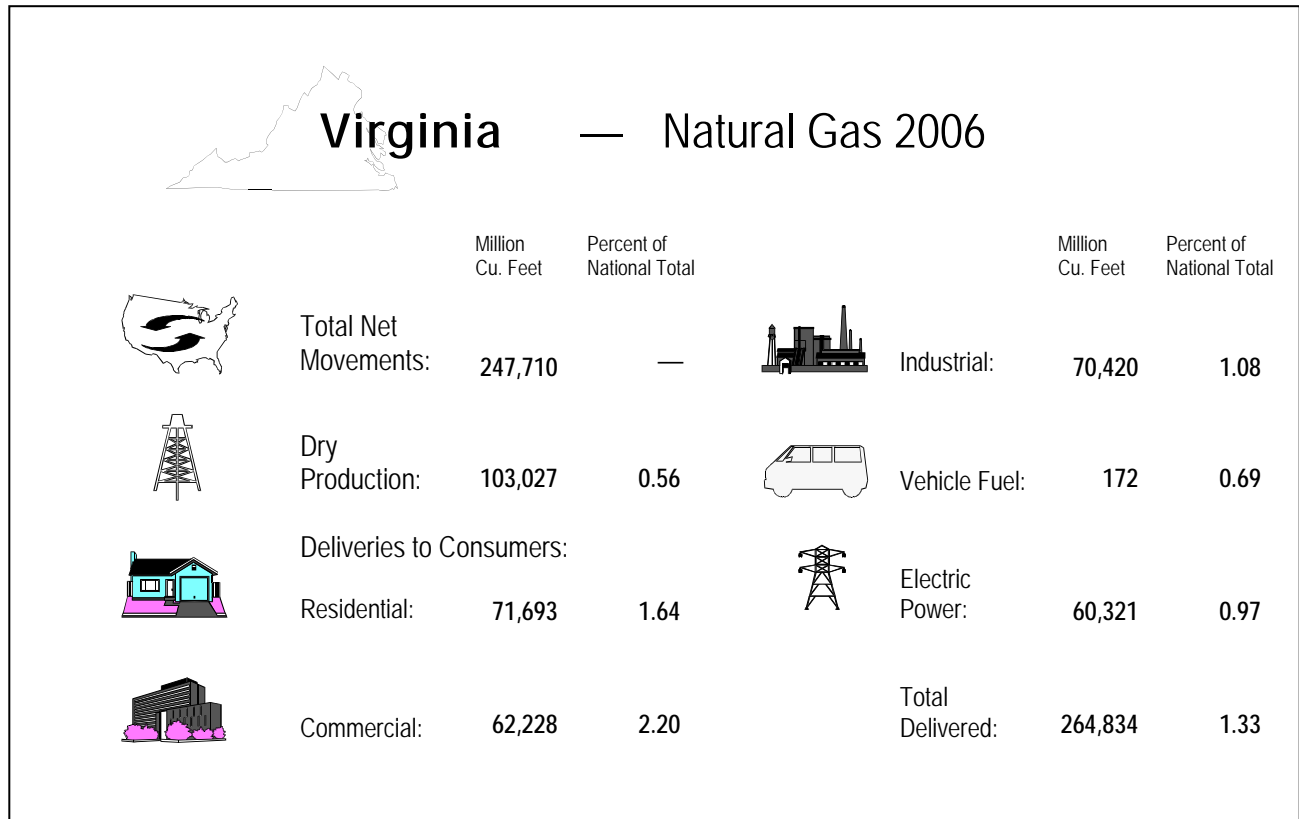 Virginia — Natural Gas 2006
Million Cu. Feet
Percent of National Total
Total Net Movements: 247,710 —
Dry Production: 103,027 0.56
Deliveries to Consumers:
Residential: 71,693 1.64
Commercial: 62,228 2.20
Million Cu. Feet
Percent of National Total
Industrial: 70,420 1.08
Vehicle Fuel: 172 0.69
Electric Power: 60,321 0.97
Total Delivered: 264,834 1.33